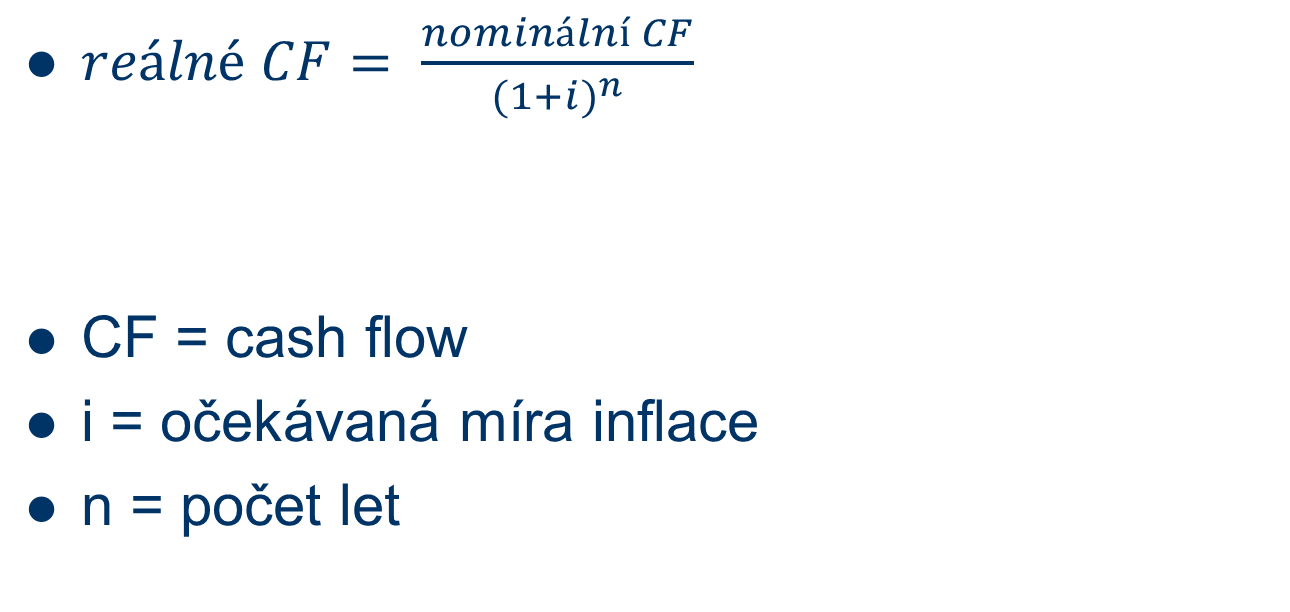 ● reálné CF = nominální CF / (1+i)^n
● CF = cash flow
● i = očekávaná míra inflace
● n = počet let